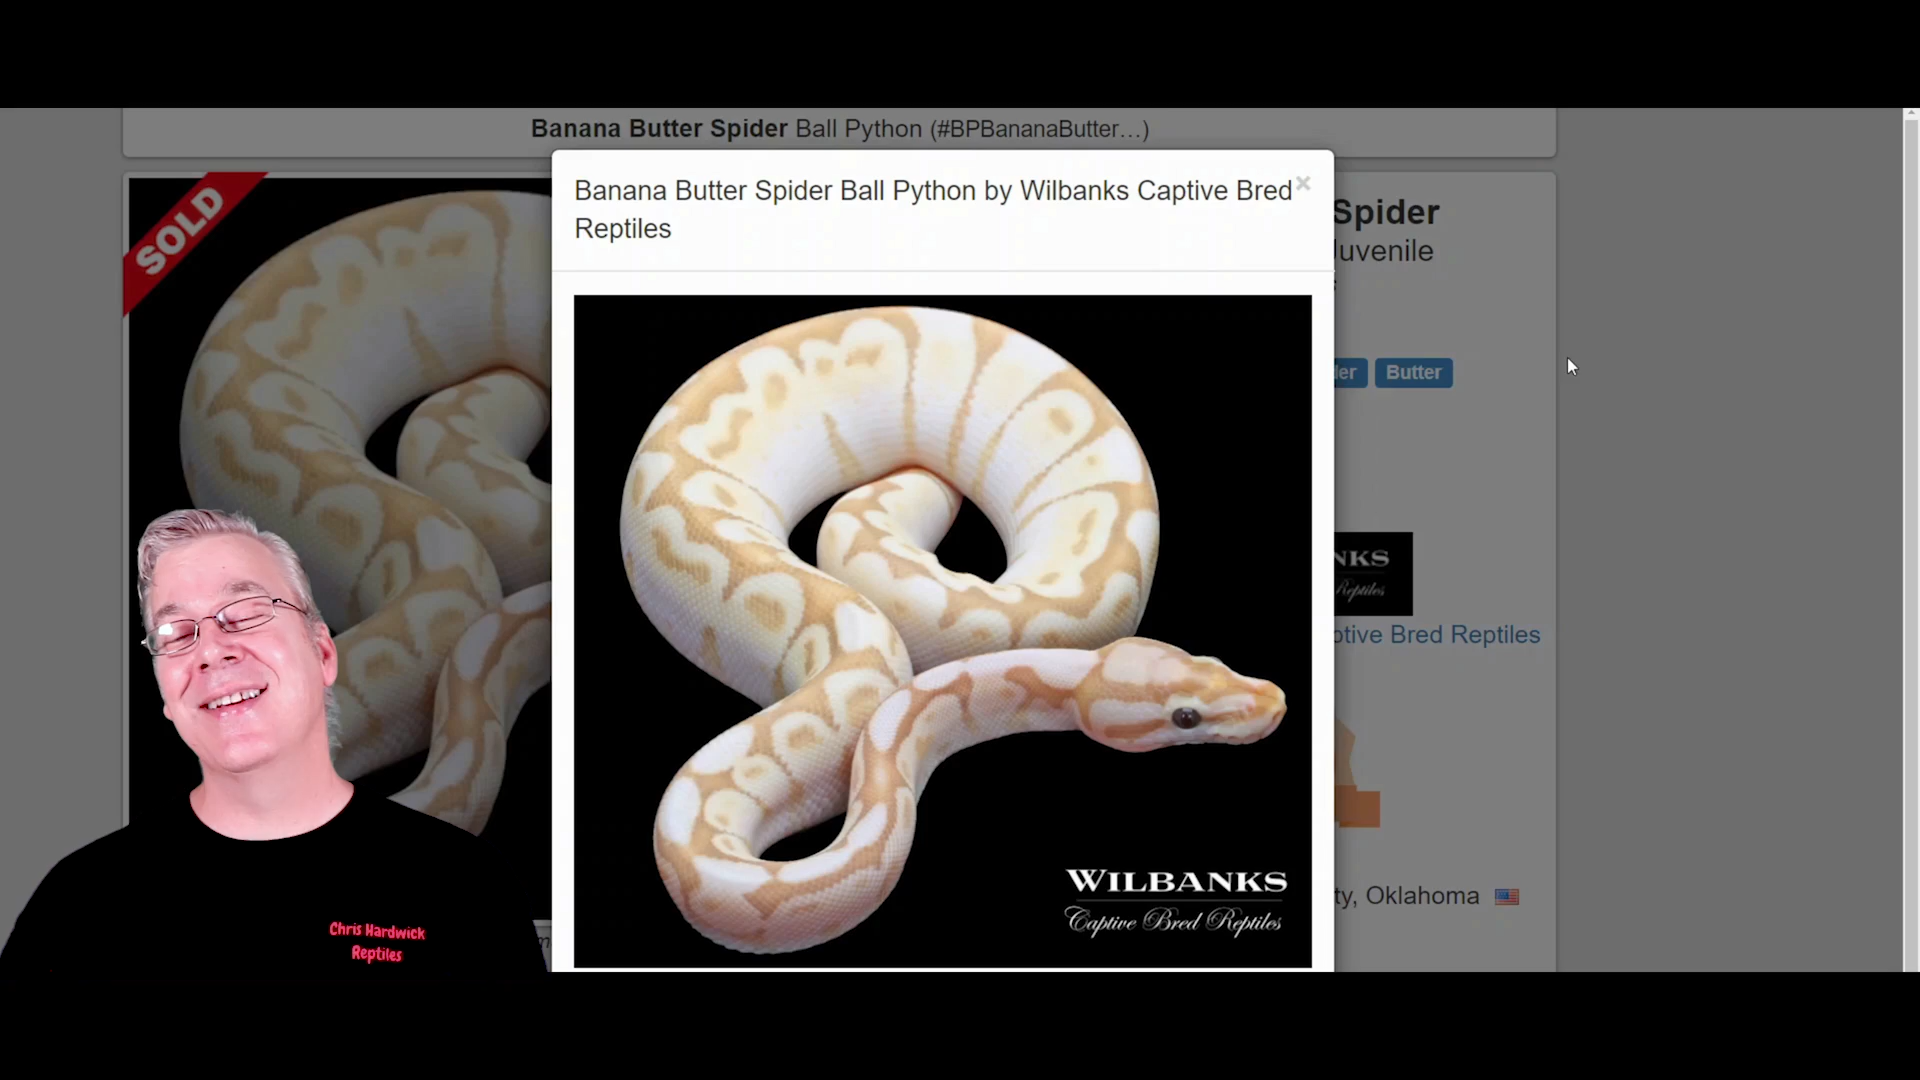 Banana Butter Spider Ball Python (#BPBananaButter…)
SOLD
Banana Butter Spider Ball Python by Wilbanks Captive Bred
Reptiles
×
Spider
Juvenile
Butter
WILBANKS
Captive Bred Reptiles
NKS
Reptiles
ptive Bred Reptiles
ty, Oklahoma
Chris Hardwick
Reptiles